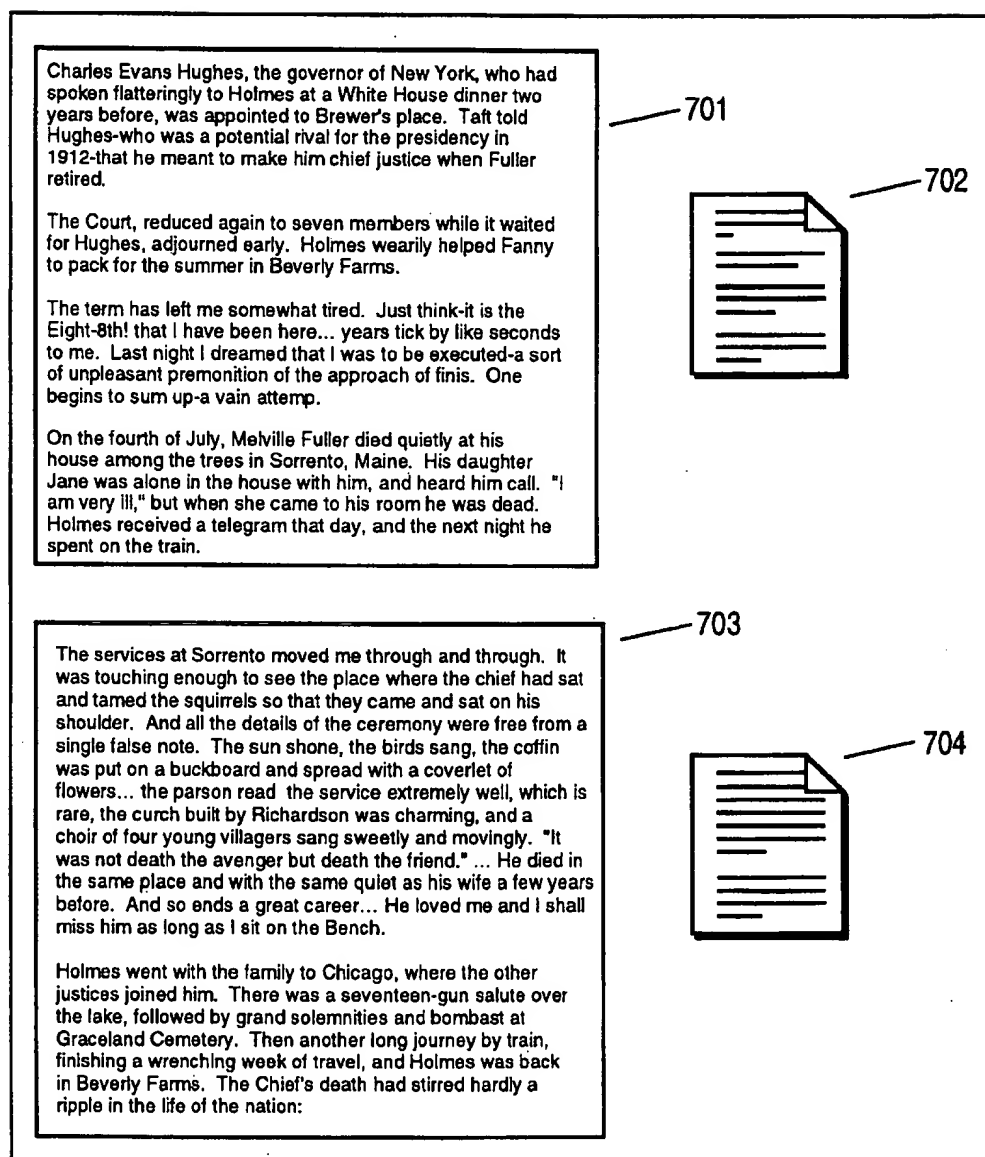 Charles Evans Hughes, the governor of New York, who had
spoken flatteringly to Holmes at a White House dinner two
years before, was appointed to Brewer's place. Taft told
Hughes-who was a potential rival for the presidency in
1912-that he meant to make him chief justice when Fuller
retired.
The Court, reduced again to seven members while it waited
for Hughes, adjourned early. Holmes wearily helped Fanny
to pack for the summer in Beverly Farms.
The term has left me somewhat tired. Just think-it is the
Eight-8th! that I have been here... years tick by like seconds
to me. Last night I dreamed that I was to be executed-a sort
of unpleasant premonition of the approach of finis. One
begins to sum up-a vain attemp.
On the fourth of July, Melville Fuller died quietly at his
house among the trees in Sorrento, Maine. His daughter
Jane was alone in the house with him, and heard him call. "I
am very ill," but when she came to his room he was dead.
Holmes received a telegram that day, and the next night he
spent on the train.
701
702
The services at Sorrento moved me through and through. It
was touching enough to see the place where the chief had sat
and tamed the squirrels so that they came and sat on his
shoulder. And all the details of the ceremony were free from a
single false note. The sun shone, the birds sang, the coffin
was put on a buckboard and spread with a coverlet of
flowers... the parson read the service extremely well, which is
rare, the curch built by Richardson was charming, and a
choir of four young villagers sang sweetly and movingly. "It
was not death the avenger but death the friend." ... He died in
the same place and with the same quiet as his wife a few years
before. And so ends a great career... He loved me and I shall
miss him as long as I sit on the Bench.
Holmes went with the family to Chicago, where the other
justices joined him. There was a seventeen-gun salute over
the lake, followed by grand solemnities and bombast at
Graceland Cemetery. Then another long journey by train,
finishing a wrenching week of travel, and Holmes was back
in Beverly Farms. The Chief's death had stirred hardly a
ripple in the life of the nation:
703
704